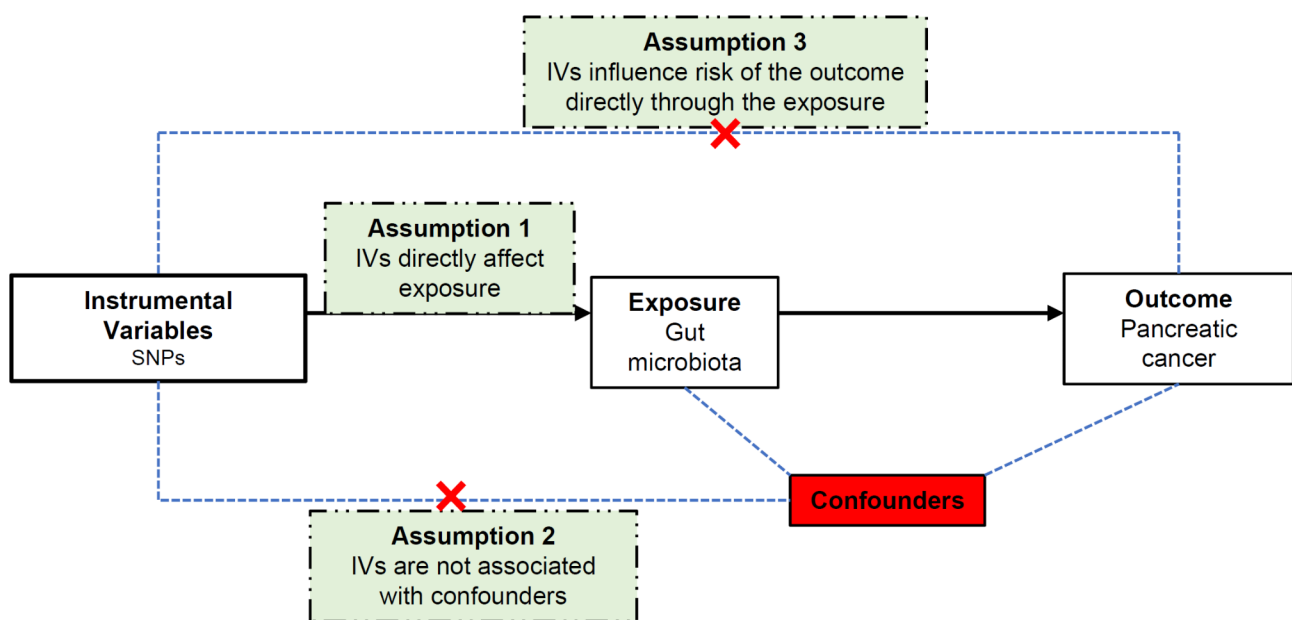 Assumption 3
IVs influence risk of the outcome
directly through the exposure
Assumption 1
IVs directly affect
exposure
Instrumental
Variables
SNPs
Exposure
Gut
microbiota
Outcome
Pancreatic
cancer
Confounders
Assumption 2
IVs are not associated
with confounders